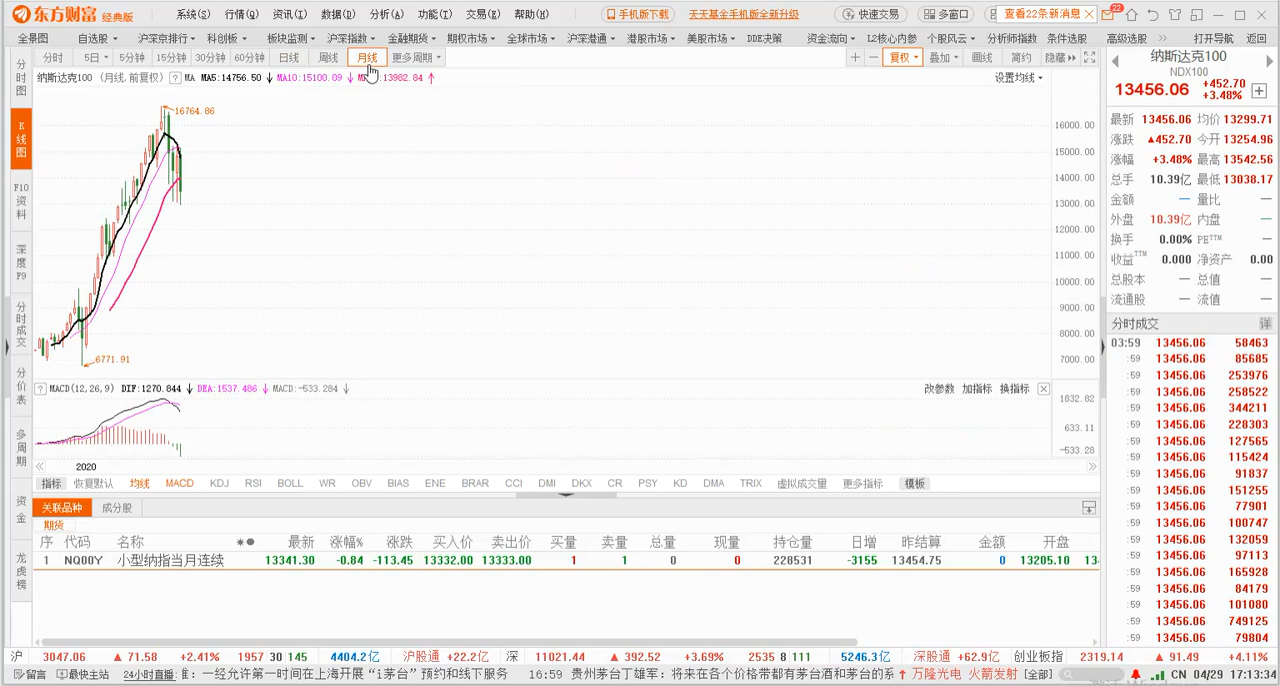 东方财富 经典版 系统(S) 行情(Q) 资讯(I) 数据(D) 分析(A) 功能(T) 交易(E) 帮助(H) 手机版下载 天天基金手机版全新升级 快速交易 多窗口 查看22条新消息 22
全景图 自选股 沪深京排行 科创板 板块监测 沪深指数 金融期货 期权市场 全球市场 沪深港通 港股市场 美股市场 DDE决策 资金流向 L2核心内参 个股风云 分析师指数 条件选股 高级选股 打开导航 返回
分时 5日 5分钟 15分钟 30分钟 60分钟 日线 周线 月线 更多周期 复权 叠加 画线 简约 隐藏
分时图
K线图
F10资料
深度F9
分时成交
分价表
多周期
资金
龙虎榜
纳斯达克100 (月线,前复权) ? MA MA5:14756.50 MA10:15100.09 :13982.84 设置均线
16764.86
6771.91
16000.00
15000.00
14000.00
13000.00
12000.00
11000.00
10000.00
9000.00
8000.00
7000.00
? MACD(12,26,9) DIF:1270.844 DEA:1537.486 MACD:-533.284 改参数 加指标 换指标
1832.82
633.11
-533.28
2020
指标 恢复默认 均线 MACD KDJ RSI BOLL WR OBV BIAS ENE BRAR CCI DMI DKX CR PSY KD DMA TRIX 虚拟成交量 更多指标 模板
关联品种 成分股
期货
序 代码 名称 最新 涨幅% 涨跌 买入价 卖出价 买量 卖量 总量 现量 持仓量 日增 昨结算 金额 开盘
1 NQ00Y 小型纳指当月连续 13341.30 -0.84 -113.45 13332.00 13333.00 1 1 0 0 228531 -3155 13454.75 0 13205.10 13
纳斯达克100
NDX100
13456.06 +452.70
+3.48%
最新 13456.06 均价 13299.71
涨跌 ▲452.70 今开 13254.96
涨幅 +3.48% 最高 13542.56
总手 10.39亿 最低 13038.17
金额 — 量比 —
外盘 10.39亿 内盘 —
换手 0.00% PE TTM —
收益TTM 0.000 净资产 0.00
总股本 — 总值 —
流通股 — 流值 —
分时成交 详
03:59 13456.06 58463
:59 13456.06 85685
:59 13456.06 253976
:59 13456.06 258522
:59 13456.06 344211
:59 13456.06 228303
:59 13456.06 127565
:59 13456.06 115424
:59 13456.06 91837
:59 13456.06 151255
:59 13456.06 77901
:59 13456.06 100747
:59 13456.06 132059
:59 13456.06 97113
:59 13456.06 165928
:59 13456.06 84179
:59 13456.06 101080
:59 13456.06 749125
:59 13456.06 79804
沪 3047.06 ▲ 71.58 +2.41% 1957 30 145 4404.2亿 沪股通 +22.2亿 深 11021.44 ▲ 392.52 +3.69% 2535 8 111 5246.3亿 深股通 +62.9亿 创业板指 2319.14 ▲ 91.49 +4.11%
留言 最快主站 24小时直播: 一经允许第一时间在上海开展“i茅台”预约和线下服务 16:59 贵州茅台丁雄军：将来在各个价格带都有茅台酒和茅台的系 万隆光电 火箭发射 [全部] CN 04/29 17:13:34